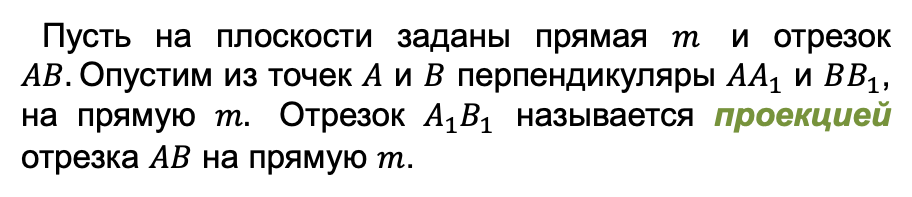 Пусть на плоскости заданы прямая 𝑚 и отрезок
𝐴𝐵. Опустим из точек 𝐴 и 𝐵 перпендикуляры 𝐴𝐴₁ и 𝐵𝐵₁,
на прямую 𝑚. Отрезок 𝐴₁𝐵₁ называется проекцией
отрезка 𝐴𝐵 на прямую 𝑚.